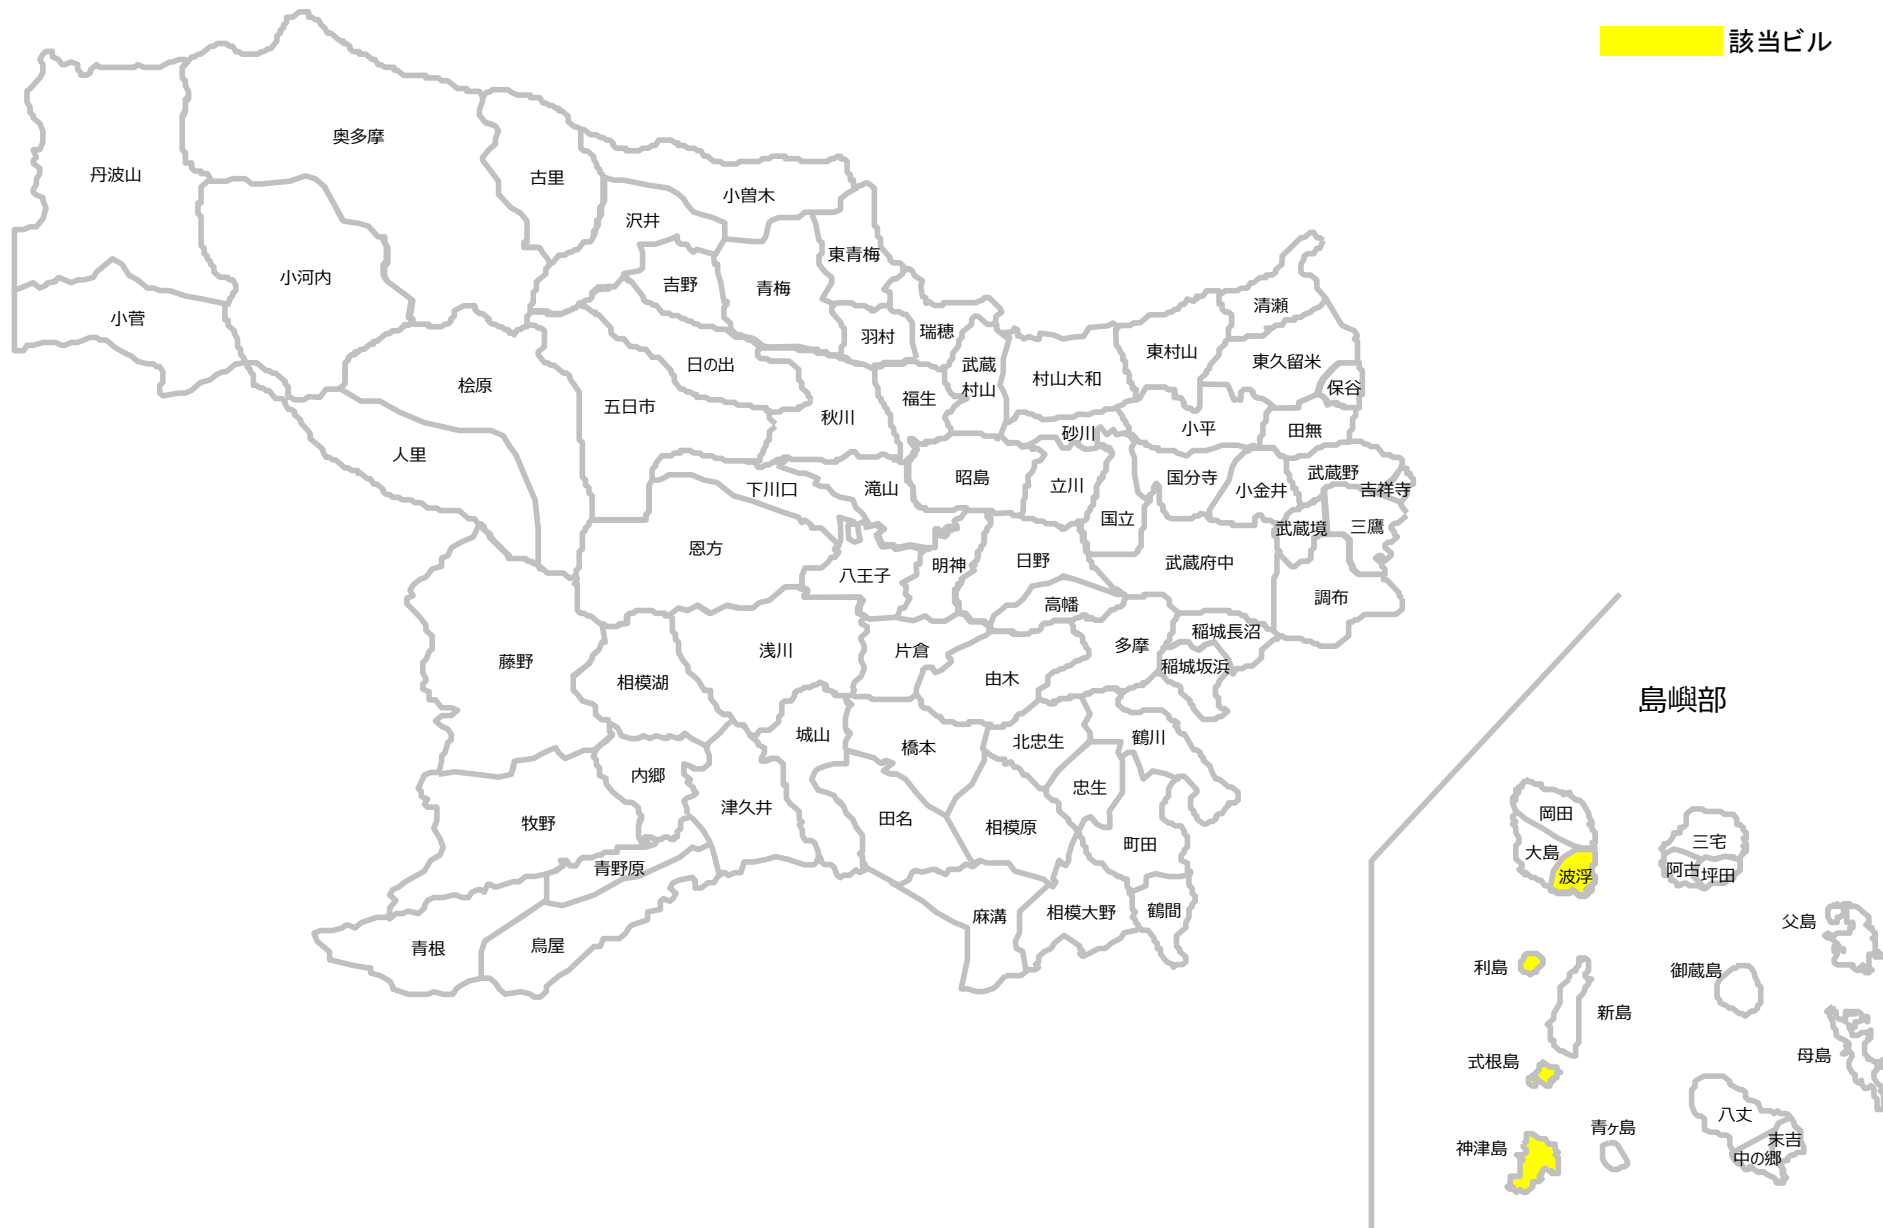 該当ビル
奥多摩
丹波山
古里
小曽木
沢井
東青梅
小河内
吉野
青梅
清瀬
小菅
羽村
瑞穂
東村山
東久留米
日の出
武蔵
村山
村山大和
桧原
保谷
五日市
福生
秋川
小平
田無
砂川
人里
武蔵野
昭島
国分寺
立川
下川口
滝山
小金井
吉祥寺
国立
武蔵境
三鷹
恩方
日野
武蔵府中
明神
八王子
調布
高幡
稲城長沼
多摩
浅川
片倉
藤野
稲城坂浜
由木
相模湖
島嶼部
城山
北忠生
鶴川
橋本
内郷
忠生
津久井
岡田
田名
牧野
相模原
三宅
町田
大島
青野原
阿古
坪田
波浮
鶴間
相模大野
麻溝
父島
鳥屋
青根
利島
御蔵島
新島
母島
式根島
八丈
青ヶ島
末吉
神津島
中の郷